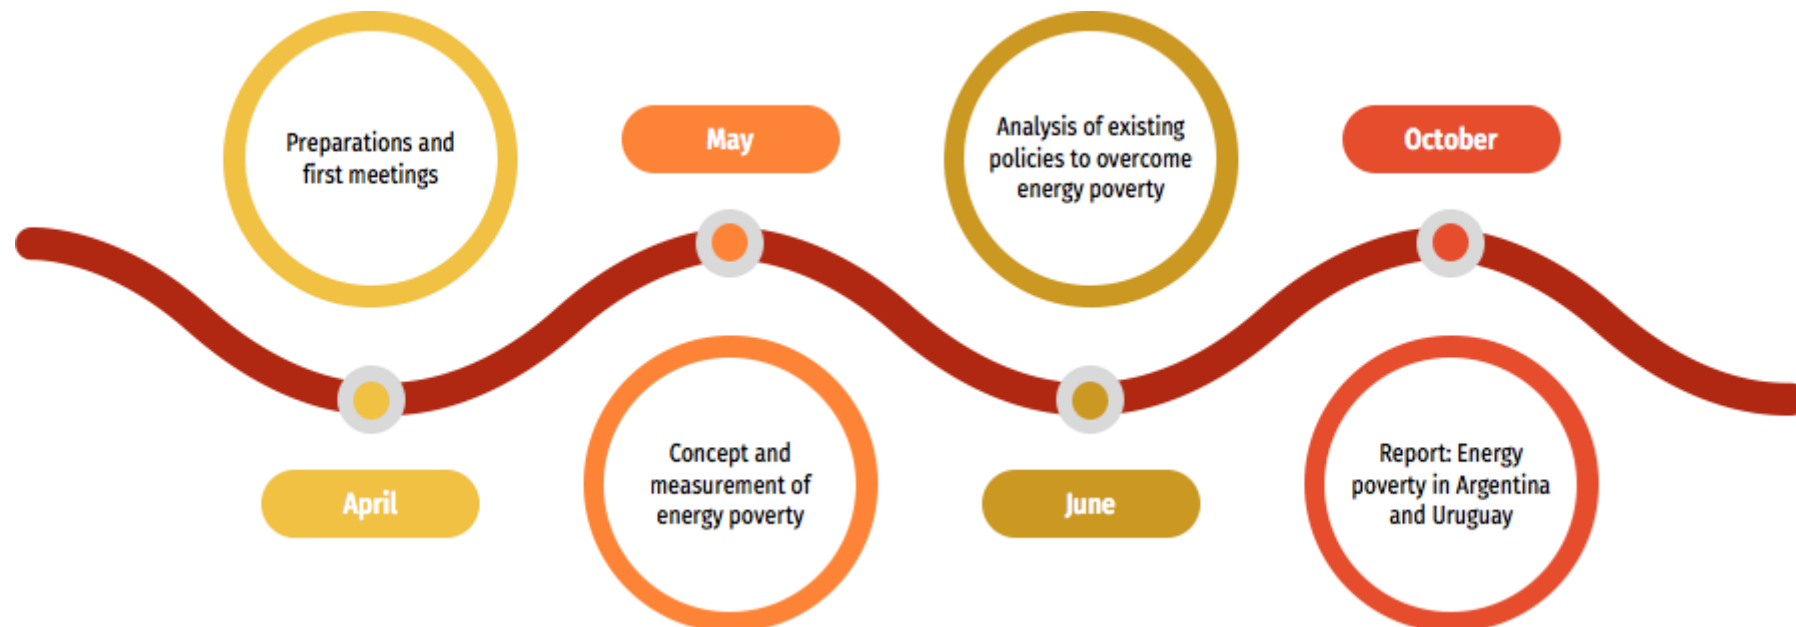 Preparations and
first meetings
April
May
Concept and
measurement of
energy poverty
Analysis of existing
policies to overcome
energy poverty
June
October
Report: Energy
poverty in Argentina
and Uruguay